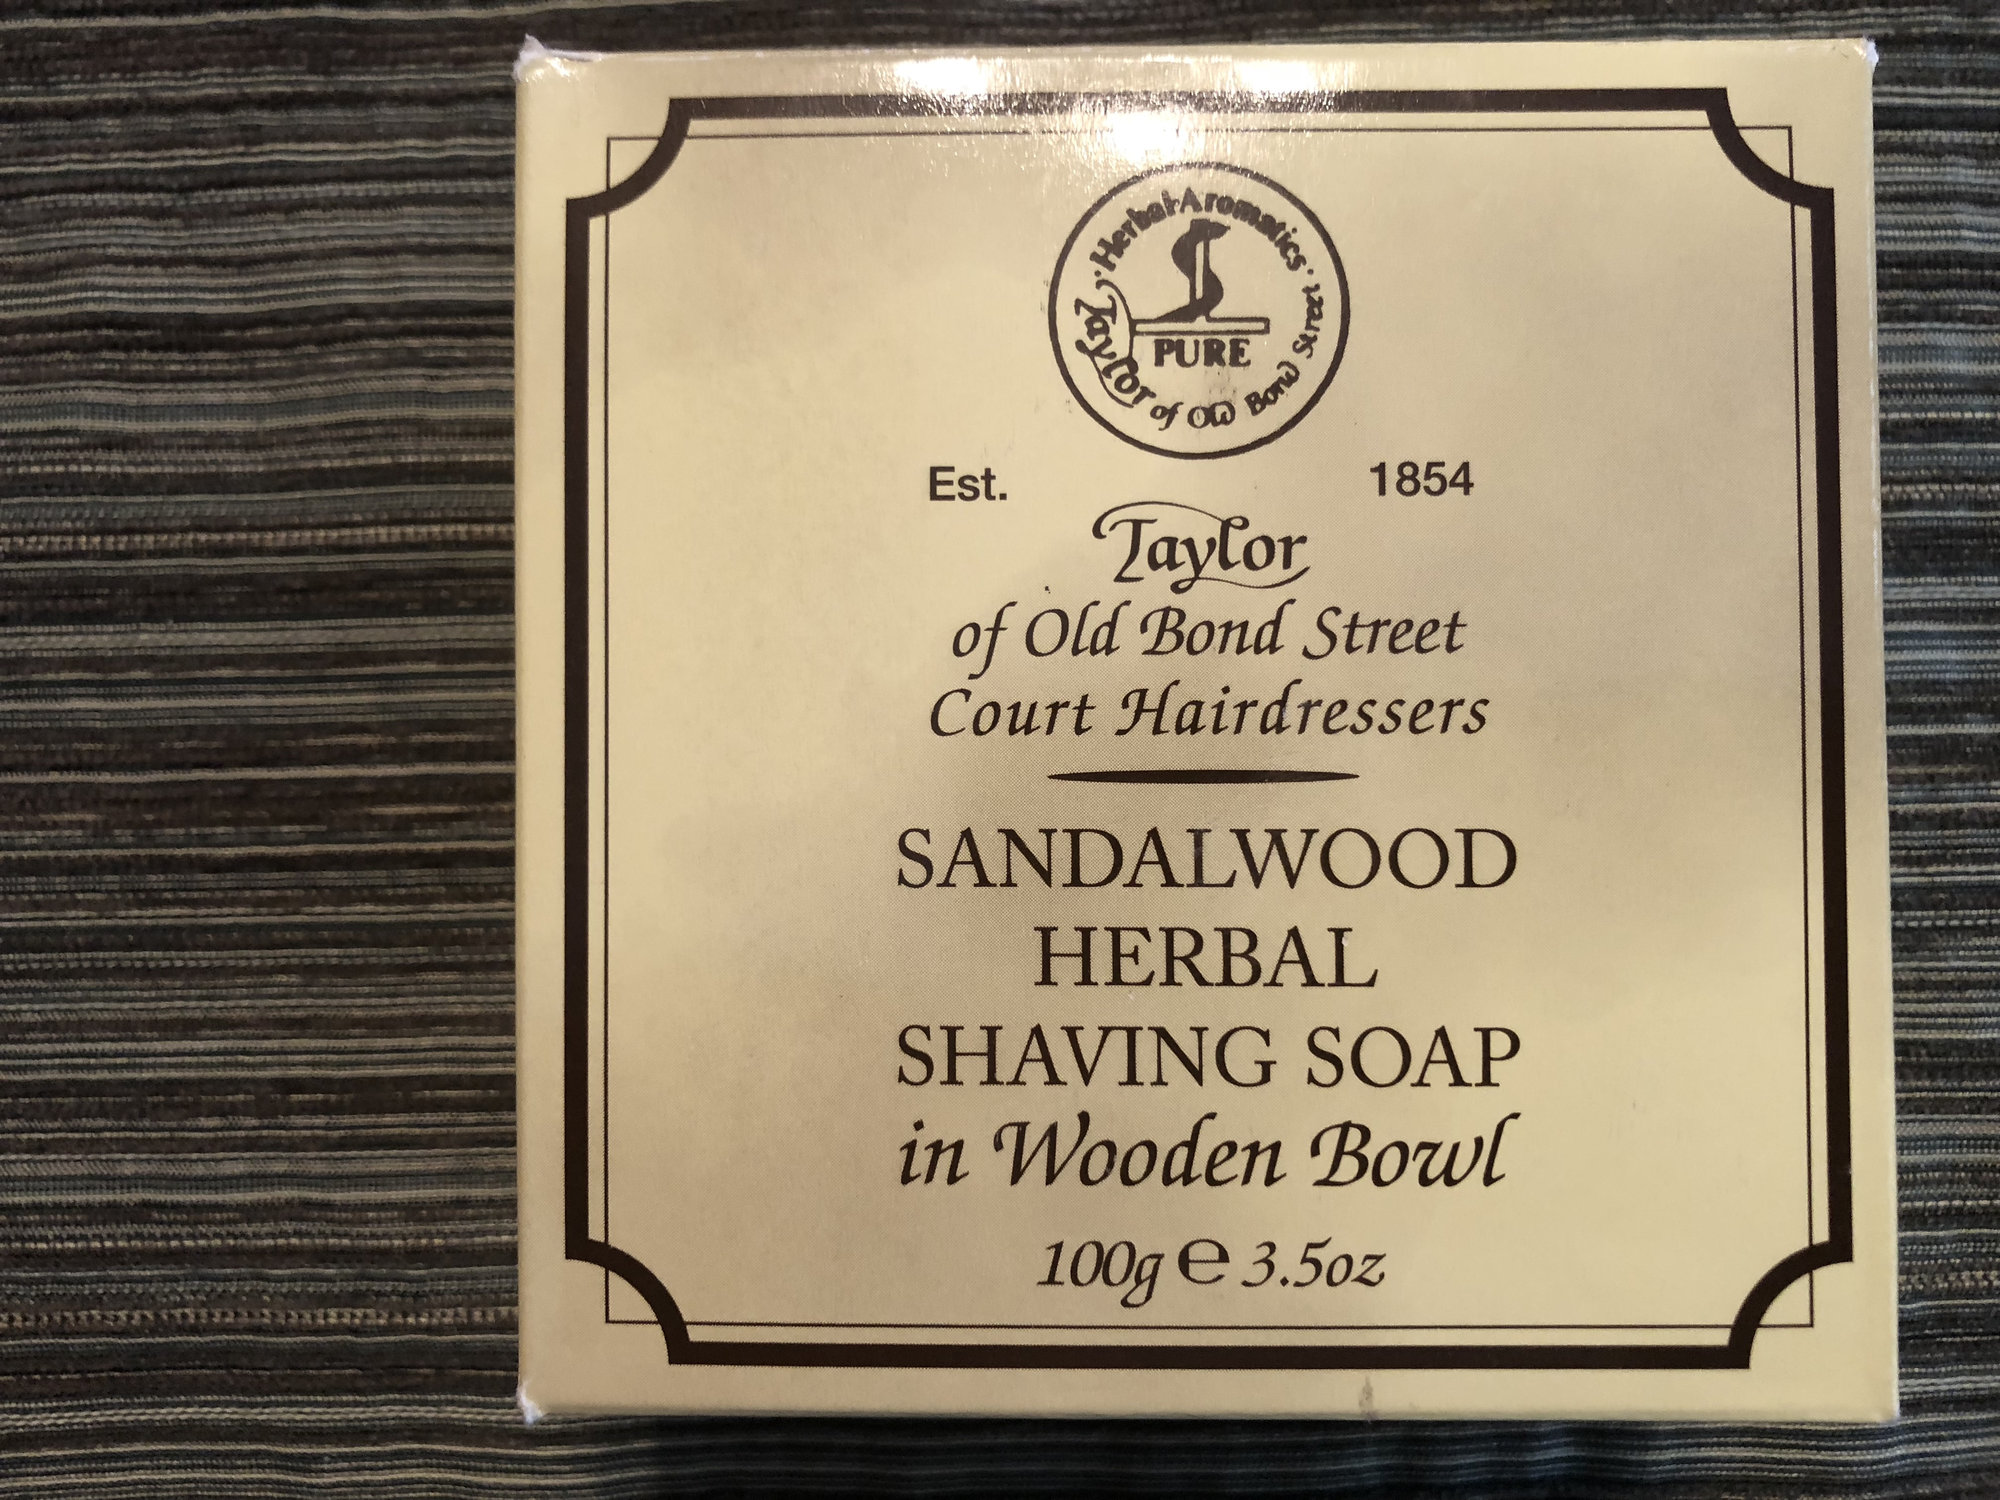 Herbal Aromatics
PURE
Taylor of Old Bond Street
Est. 1854
Taylor
of Old Bond Street
Court Hairdressers
SANDALWOOD
HERBAL
SHAVING SOAP
in Wooden Bowl
100g ℮ 3.5oz